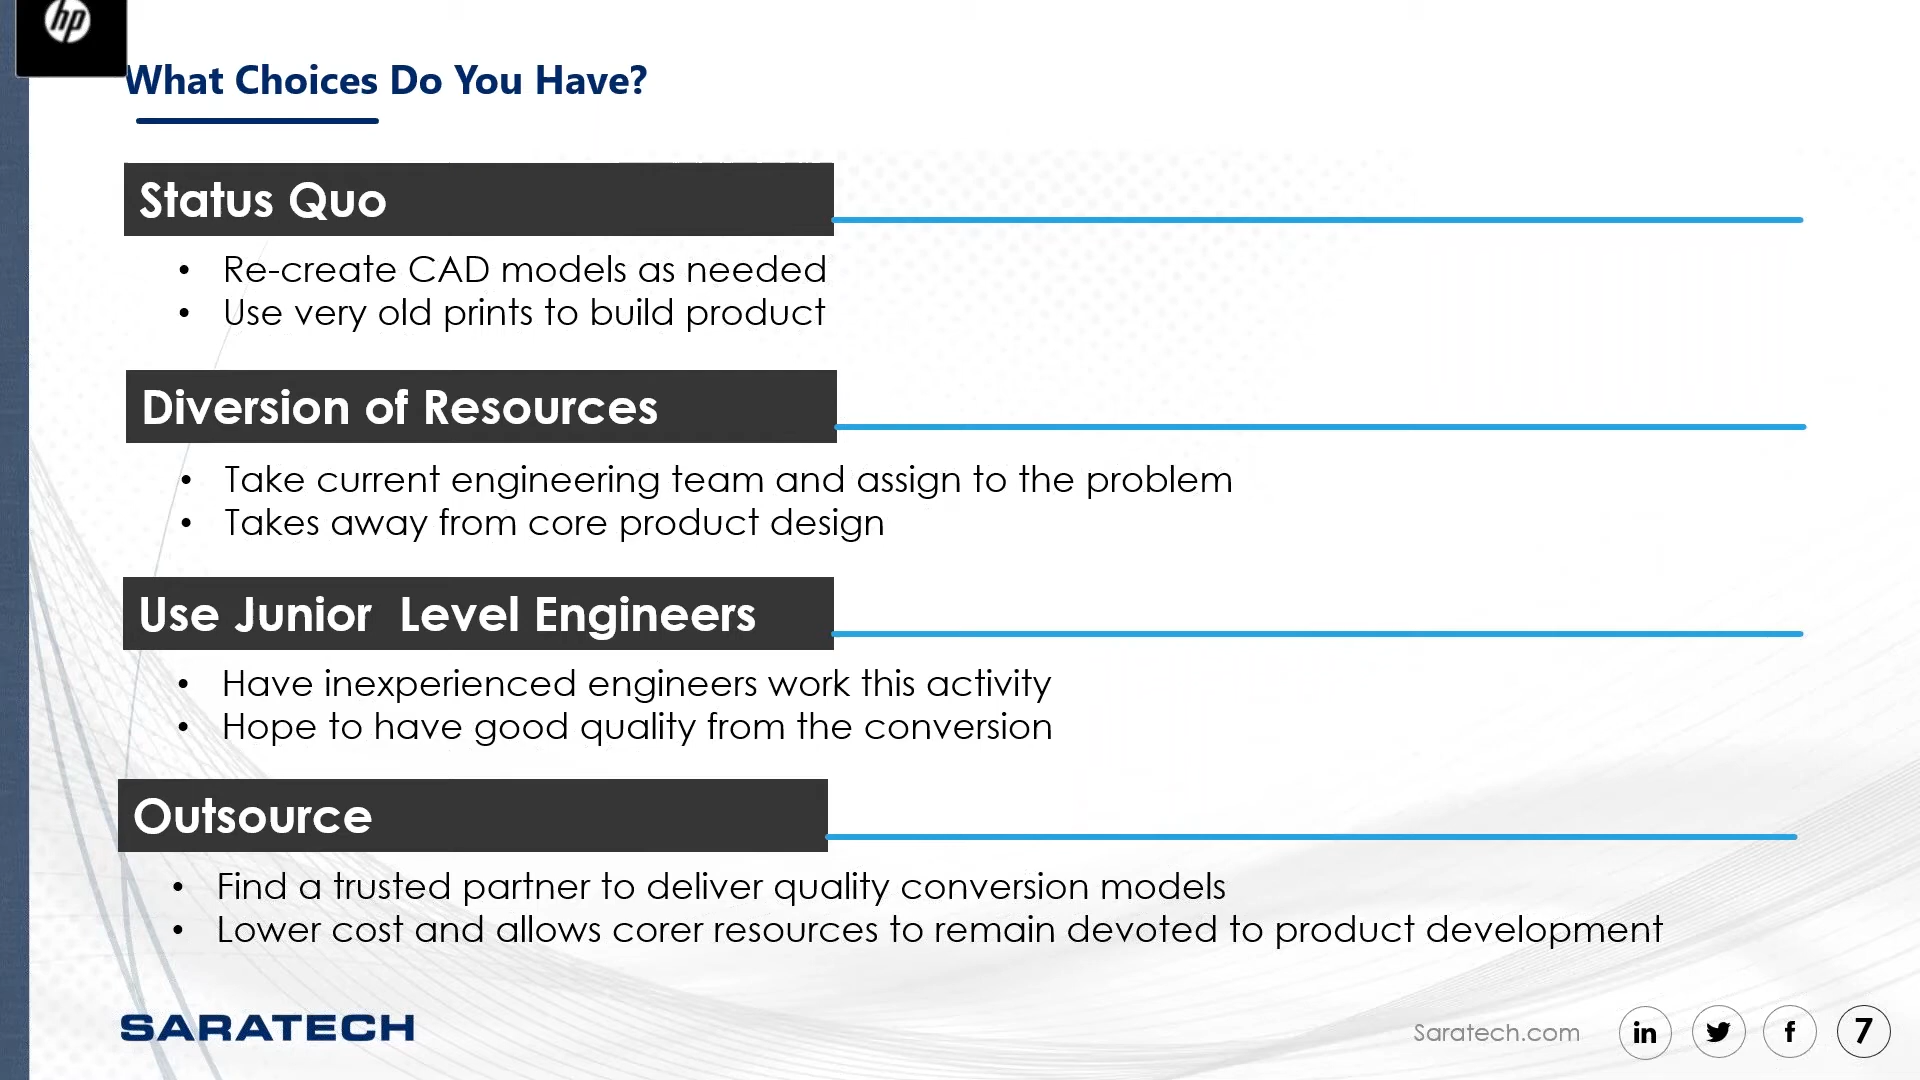 hp
What Choices Do You Have?
Status Quo
• Re-create CAD models as needed
• Use very old prints to build product
Diversion of Resources
• Take current engineering team and assign to the problem
• Takes away from core product design
Use Junior  Level Engineers
• Have inexperienced engineers work this activity
• Hope to have good quality from the conversion
Outsource
• Find a trusted partner to deliver quality conversion models
• Lower cost and allows corer resources to remain devoted to product development
SARATECH
Saratech.com
in
f
7